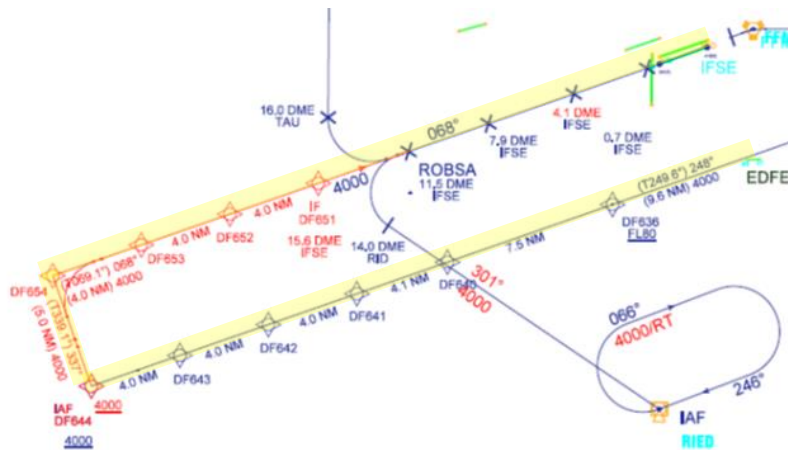 IFSE
16.0 DME
TAU
068°
7.9 DME
IFSE
4.1 DME
IFSE
0.7 DME
IFSE
ROBSA
11.5 DME
IFSE
4000
IF
DF651
15.6 DME
IFSE
4.0 NM
DF652
4.0 NM
DF653
(T069.1°) 068°
(4.0 NM) 4000
DF654
(T339.1°) 337°
(5.0 NM) 4000
14.0 DME
RID
301°
4000
EDFE
(T249.6°) 248°
(9.6 NM) 4000
DF636
FL80
7.5 NM
DF640
4.1 NM
DF641
4.0 NM
DF642
4.0 NM
DF643
4.0 NM
IAF
DF644
4000
4000
066°
4000/RT
246°
IAF
RIED